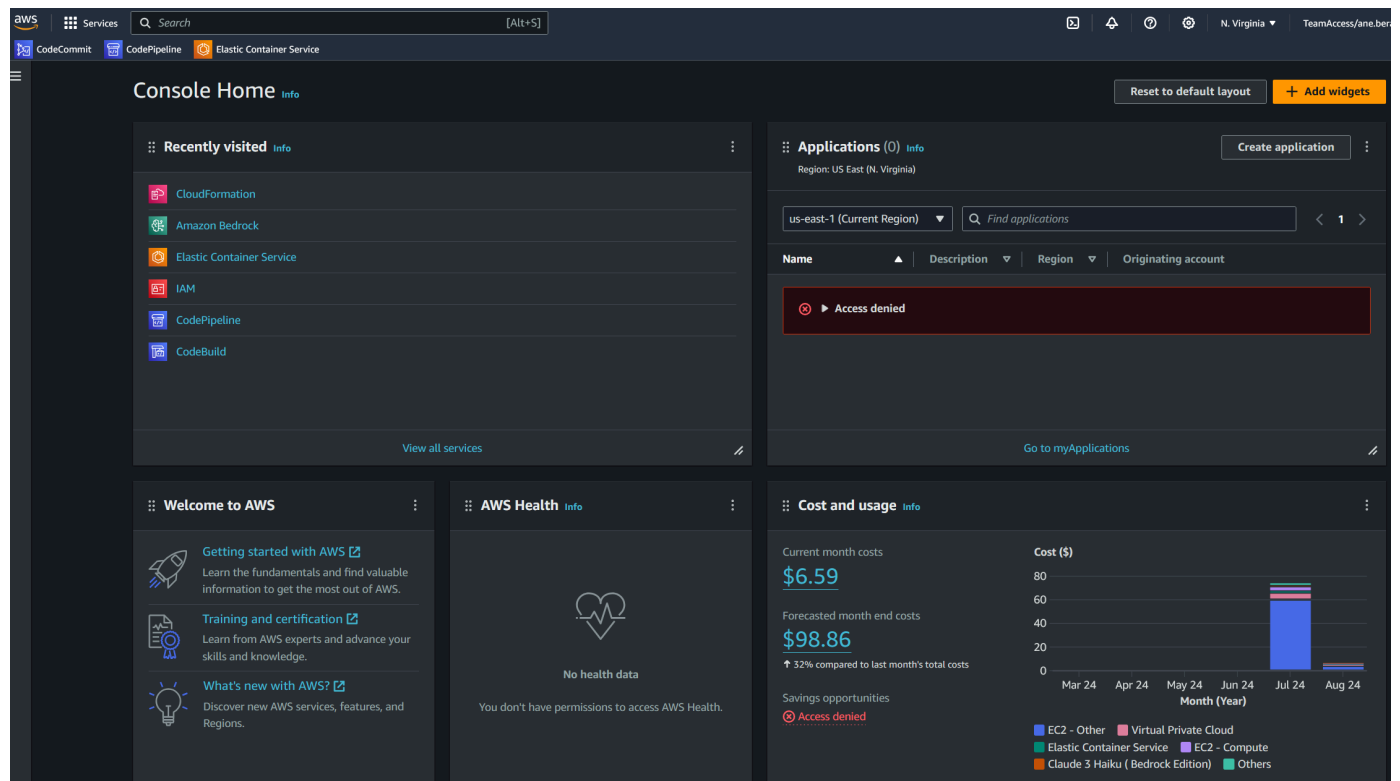 aws Services Search [Alt+S] N. Virginia TeamAccess/ane.ber
CodeCommit CodePipeline Elastic Container Service
Console Home Info
Reset to default layout
+ Add widgets
Recently visited Info
CloudFormation
Amazon Bedrock
Elastic Container Service
IAM
CodePipeline
CodeBuild
View all services
Applications (0) Info
Region: US East (N. Virginia)
Create application
us-east-1 (Current Region)
Find applications
1
Name Description Region Originating account
Access denied
Go to myApplications
Welcome to AWS
Getting started with AWS
Learn the fundamentals and find valuable
information to get the most out of AWS.
Training and certification
Learn from AWS experts and advance your
skills and knowledge.
What's new with AWS?
Discover new AWS services, features, and
Regions.
AWS Health Info
No health data
You don't have permissions to access AWS Health.
Cost and usage Info
Current month costs
$6.59
Forecasted month end costs
$98.86
32% compared to last month's total costs
Savings opportunities
Access denied
Cost ($)
80
60
40
20
0
Mar 24 Apr 24 May 24 Jun 24 Jul 24 Aug 24
Month (Year)
EC2 - Other Virtual Private Cloud
Elastic Container Service EC2 - Compute
Claude 3 Haiku ( Bedrock Edition) Others